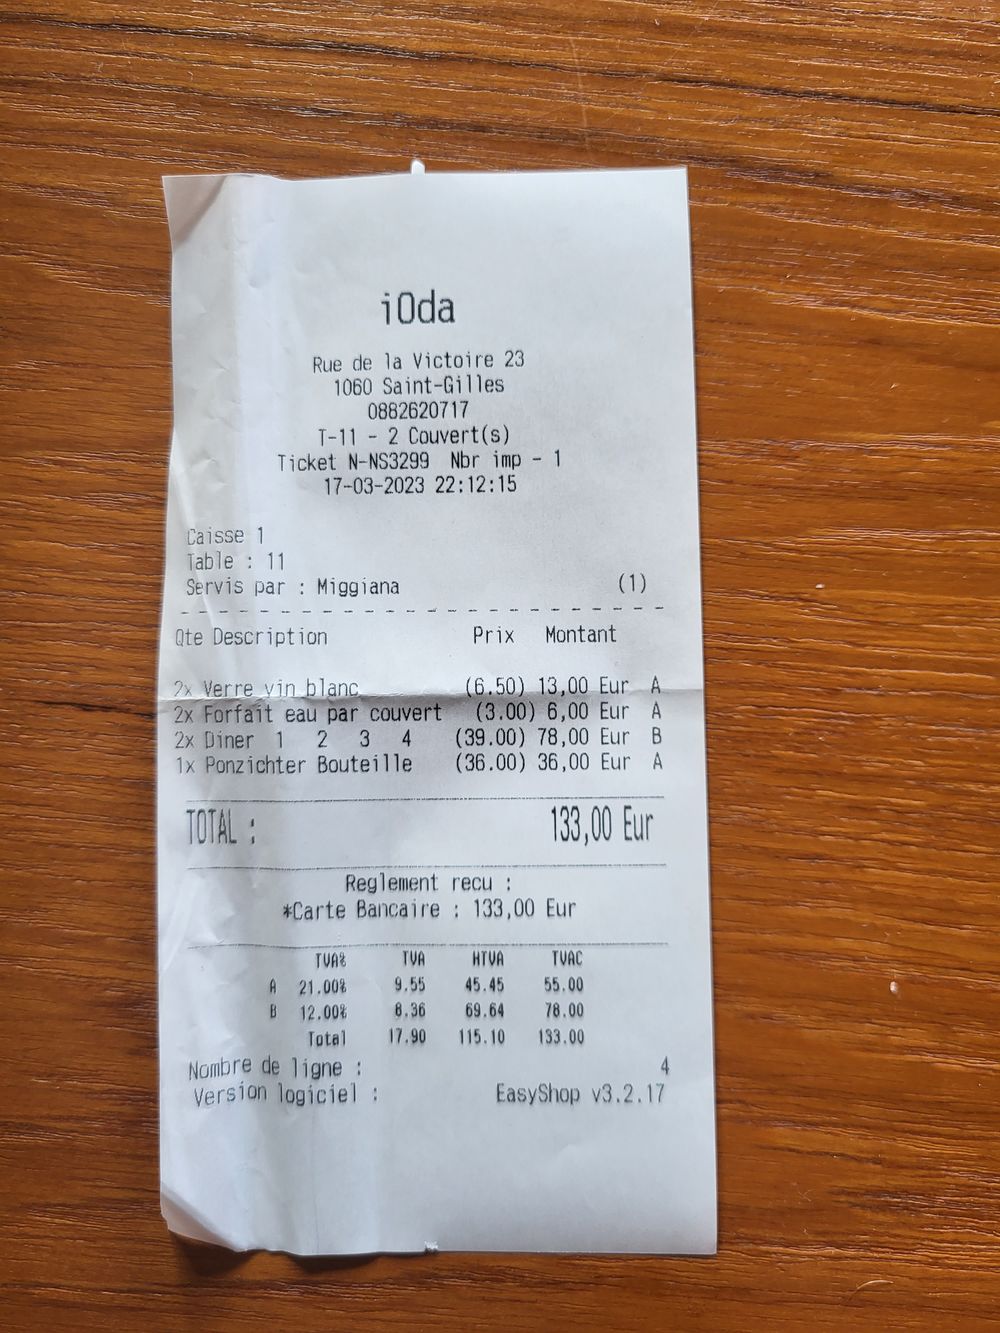 iOda
Rue de la Victoire 23
1060 Saint-Gilles
0882620717
T-11 - 2 Couvert(s)
Ticket N-NS3299 Nbr imp - 1
17-03-2023 22:12:15
Caisse 1
Table : 11
Servis par : Miggiana (1)
Qte Description Prix Montant
2x Verre vin blanc (6.50) 13,00 Eur A
2x Forfait eau par couvert (3.00) 6,00 Eur A
2x Diner 1 2 3 4 (39.00) 78,00 Eur B
1x Ponzichter Bouteille (36.00) 36,00 Eur A
TOTAL : 133,00 Eur
Reglement recu :
*Carte Bancaire : 133,00 Eur
TVA% TVA HTVA TVAC
A 21.00% 9.55 45.45 55.00
B 12.00% 8.36 69.64 78.00
Total 17.90 115.10 133.00
Nombre de ligne : 4
Version logiciel : EasyShop v3.2.17